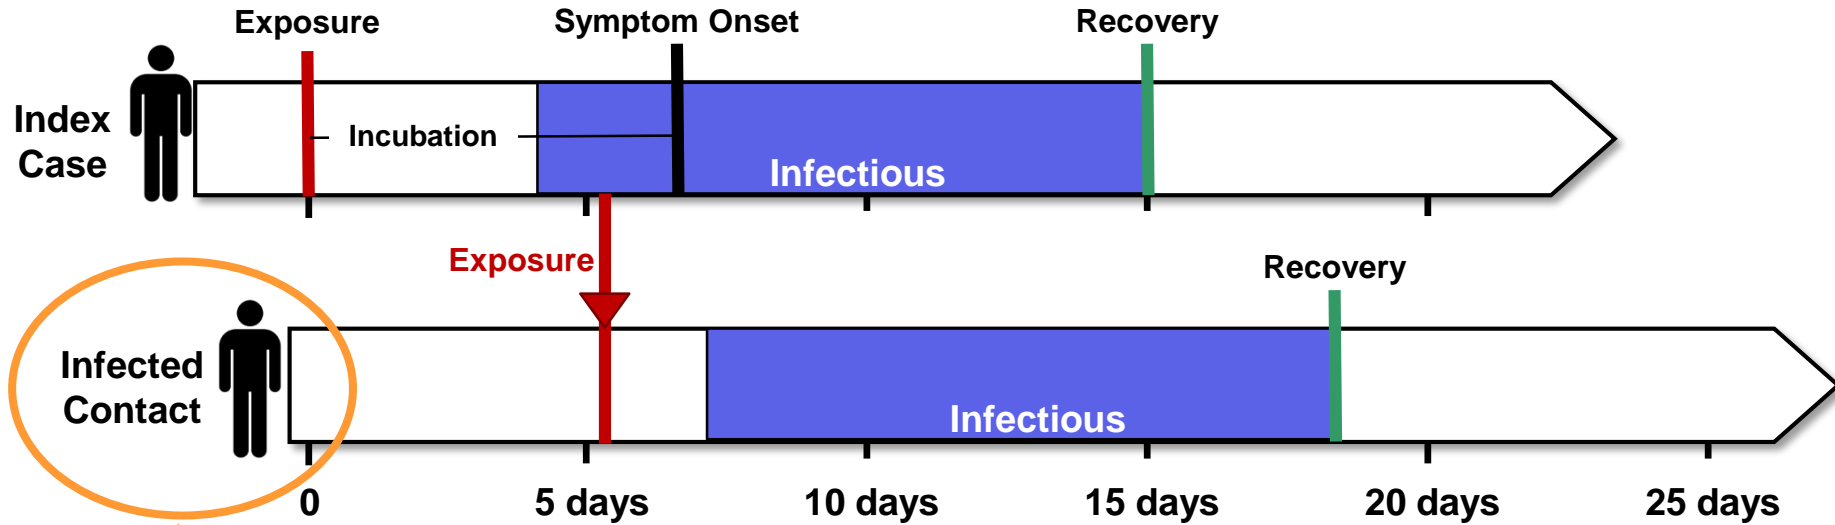 Exposure
Symptom Onset
Recovery
Index
Case
Incubation
Infectious
Exposure
Recovery
Infected
Contact
Infectious
0
5 days
10 days
15 days
20 days
25 days